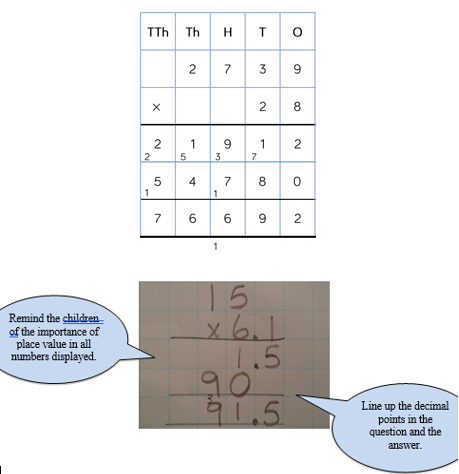 TTh Th H T O
2 7 3 9
× 2 8
2 1 9 1 2
2 5 3 7
5 4 7 8 0
1 1
7 6 6 9 2
1
Remind the children
of the importance of
place value in all
numbers displayed.
15
×6.1
1.5
90
91.5
Line up the decimal
points in the
question and the
answer.